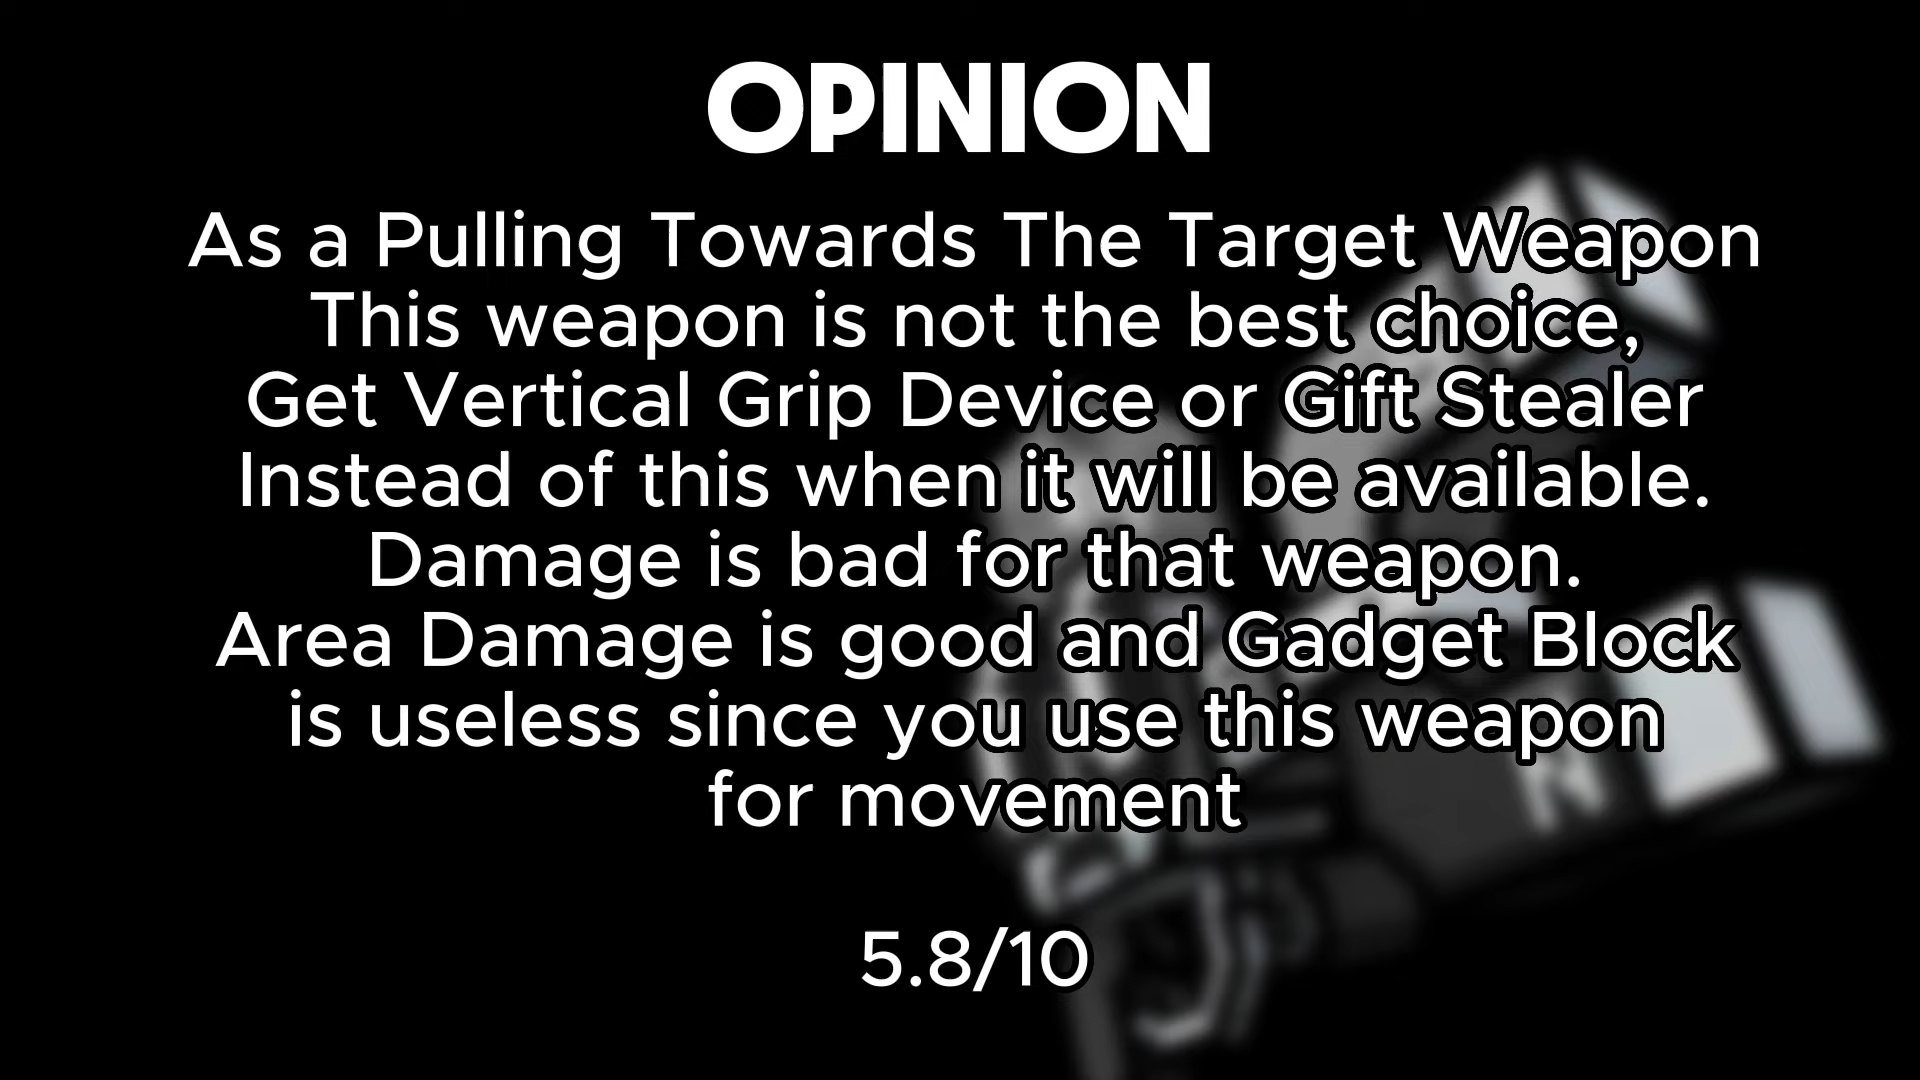 OPINION
As a Pulling Towards The Target Weapon
This weapon is not the best choice,
Get Vertical Grip Device or Gift Stealer
Instead of this when it will be available.
Damage is bad for that weapon.
Area Damage is good and Gadget Block
is useless since you use this weapon
for movement
5.8/10